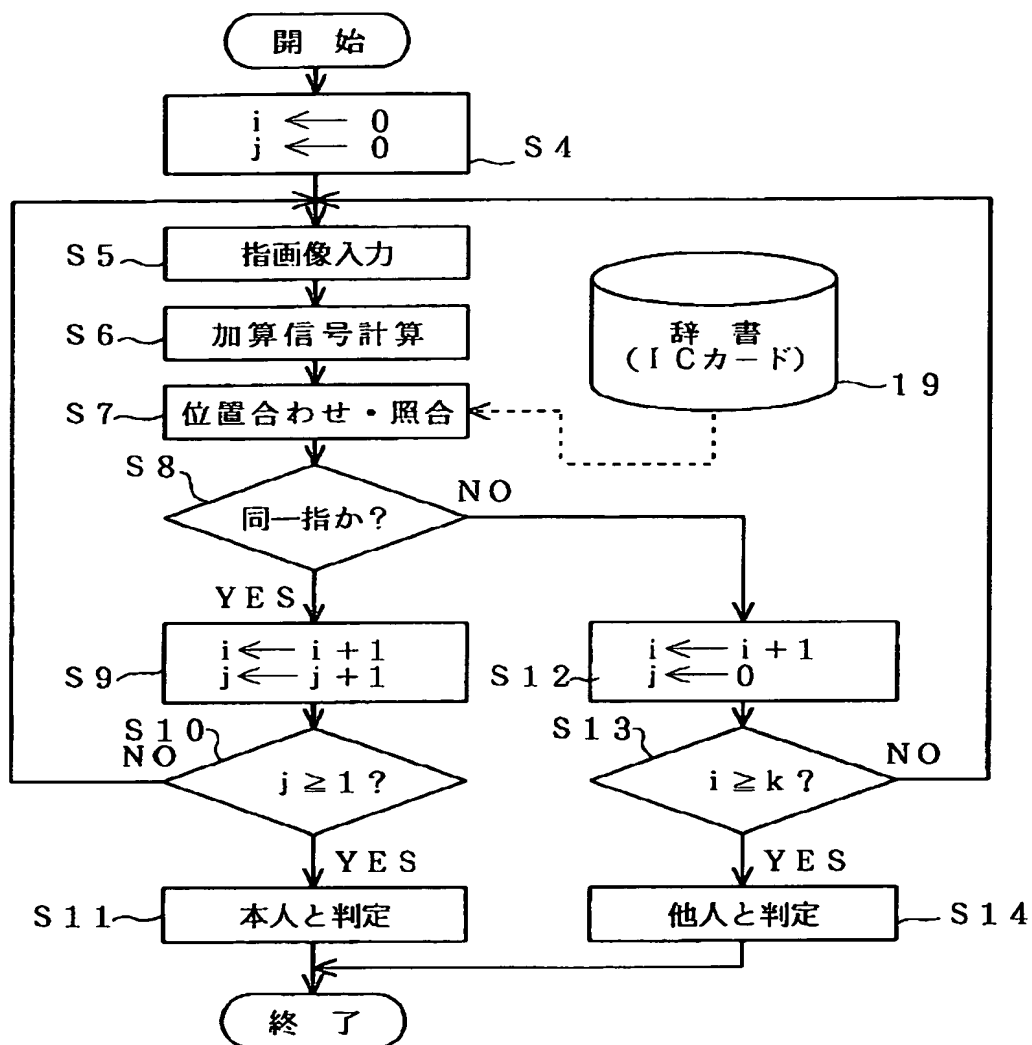 開 始
i ← 0
j ← 0
S4
S5
指画像入力
S6
加算信号計算
辞 書
(ICカード)
19
S7
位置合わせ・照合
S8
同一指か?
NO
YES
S9
i ← i+1
j ← j+1
S12
i ← i+1
j ← 0
S10
NO
j≧1?
YES
S13
i≧k?
NO
YES
S11
本人と判定
他人と判定
S14
終 了